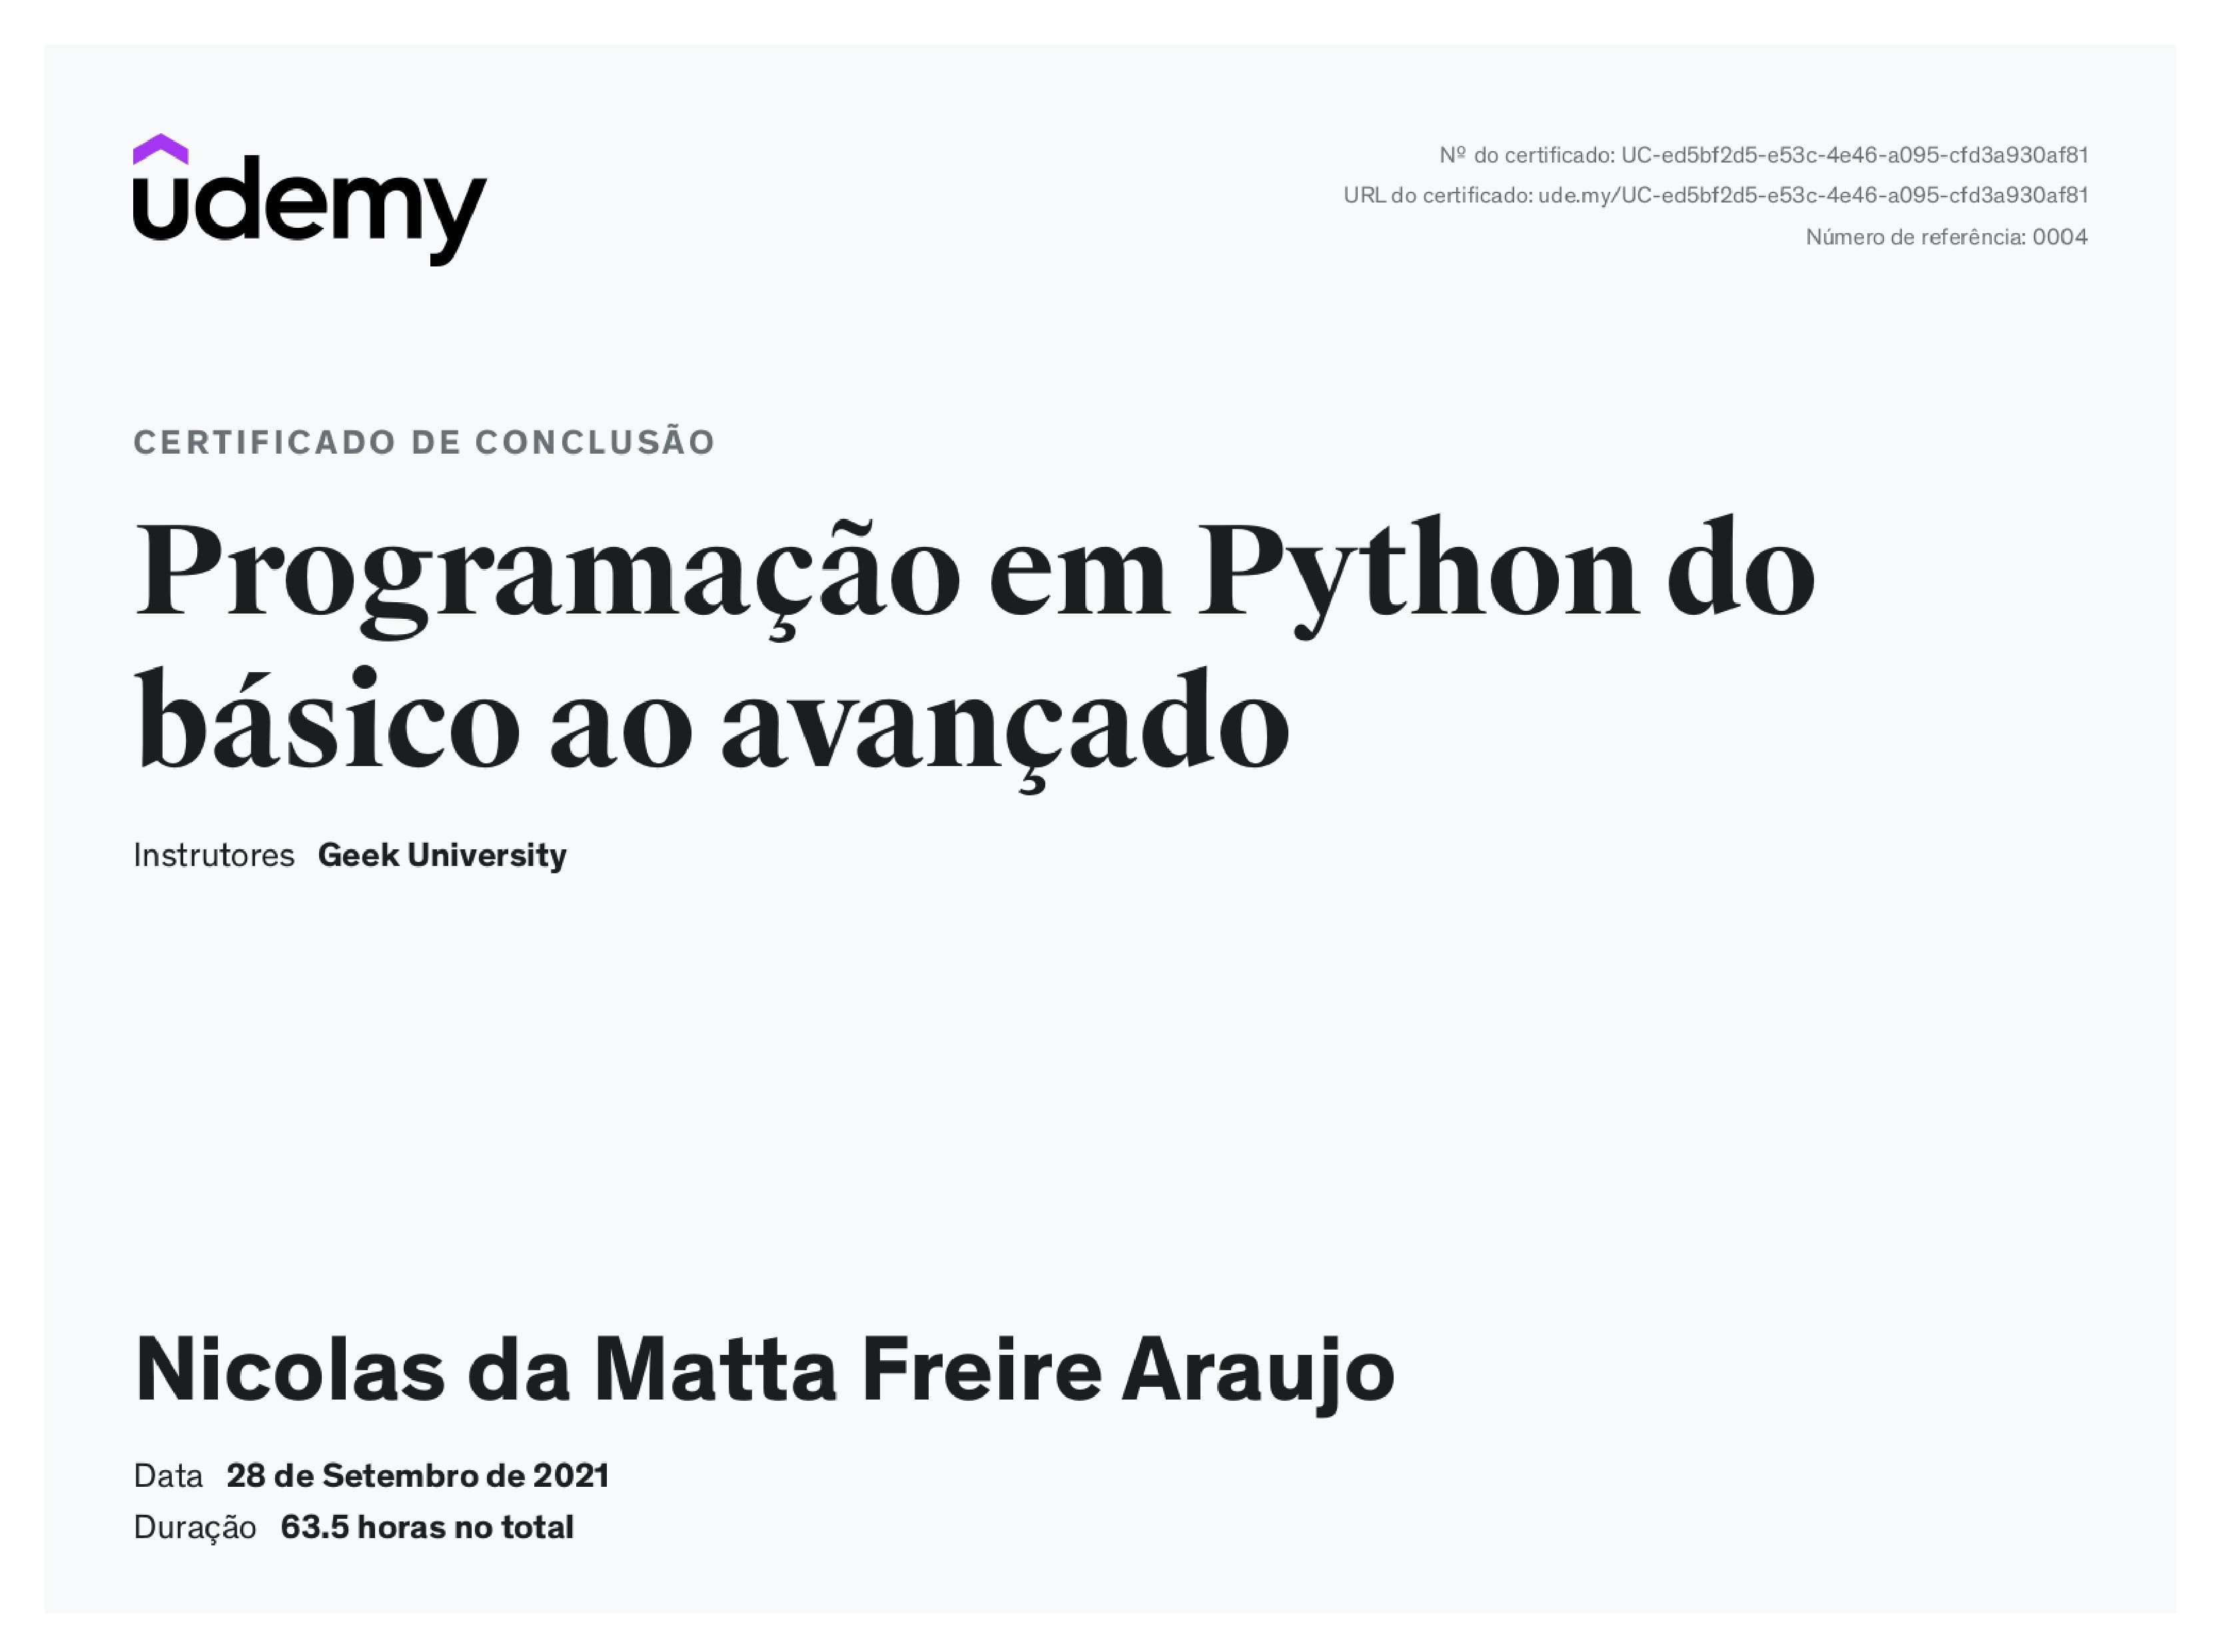 udemy
Nº do certificado: UC-ed5bf2d5-e53c-4e46-a095-cfd3a930af81
URL do certificado: ude.my/UC-ed5bf2d5-e53c-4e46-a095-cfd3a930af81
Número de referência: 0004
CERTIFICADO DE CONCLUSÃO
Programação em Python do
básico ao avançado
Instrutores Geek University
Nicolas da Matta Freire Araujo
Data 28 de Setembro de 2021
Duração 63.5 horas no total